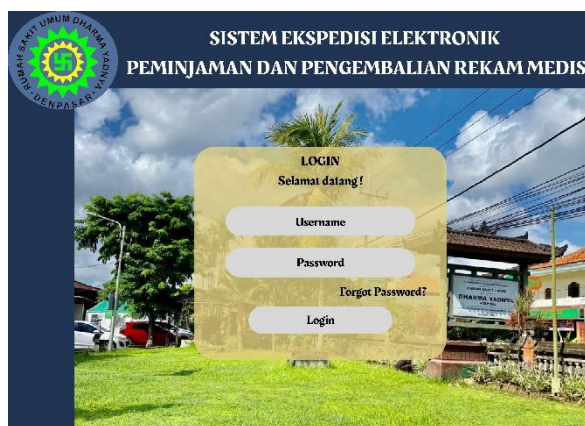 RUMAH SAKIT UMUM DHARMA YADNYA
DENPASAR
SISTEM EKSPEDISI ELEKTRONIK
PEMINJAMAN DAN PENGEMBALIAN REKAM MEDIS
LOGIN
Selamat datang !
Username
Password
Forgot Password?
Login
DHARMA YADNYA